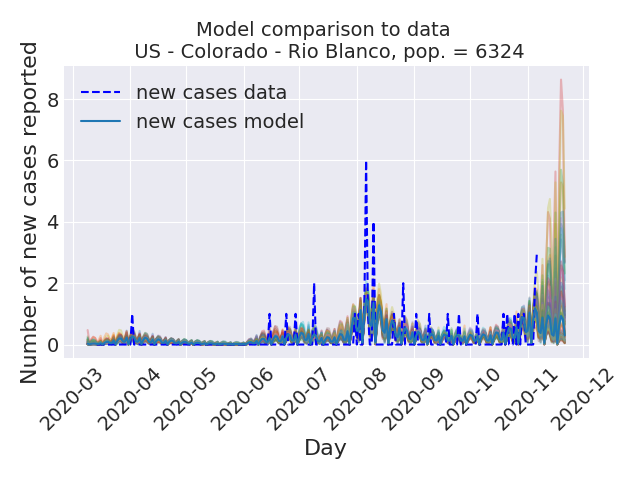 Model comparison to data
US - Colorado - Rio Blanco, pop. = 6324
Number of new cases reported
8
6
4
2
0
new cases data
new cases model
2020-03
2020-04
2020-05
2020-06
2020-07
2020-08
2020-09
2020-10
2020-11
2020-12
Day